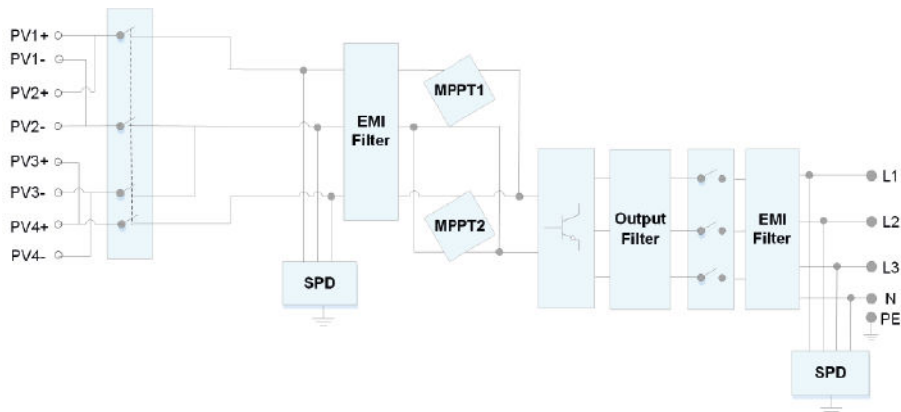 PV1+
PV1-
PV2+
PV2-
PV3+
PV3-
PV4+
PV4-
EMI
Filter
MPPT1
MPPT2
SPD
Output
Filter
EMI
Filter
L1
L2
L3
N
PE
SPD